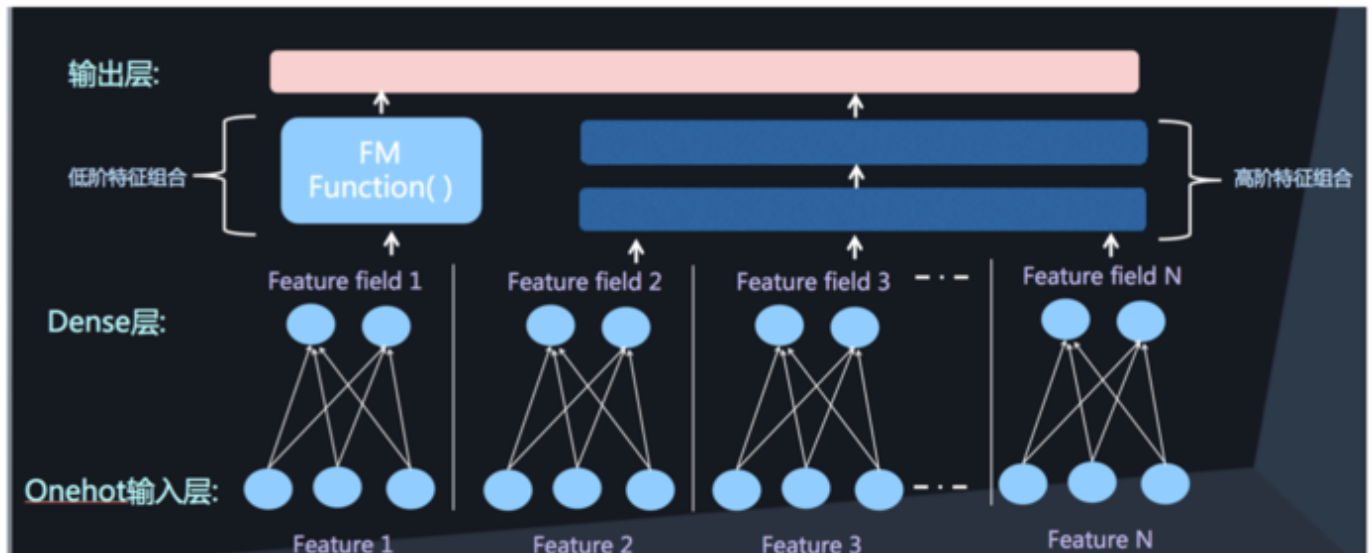 输出层:
FM
Function( )
低阶特征组合
高阶特征组合
Feature field 1
Feature field 2
Feature field 3
Feature field N
Dense层:
Onehot输入层:
Feature 1
Feature 2
Feature 3
Feature N